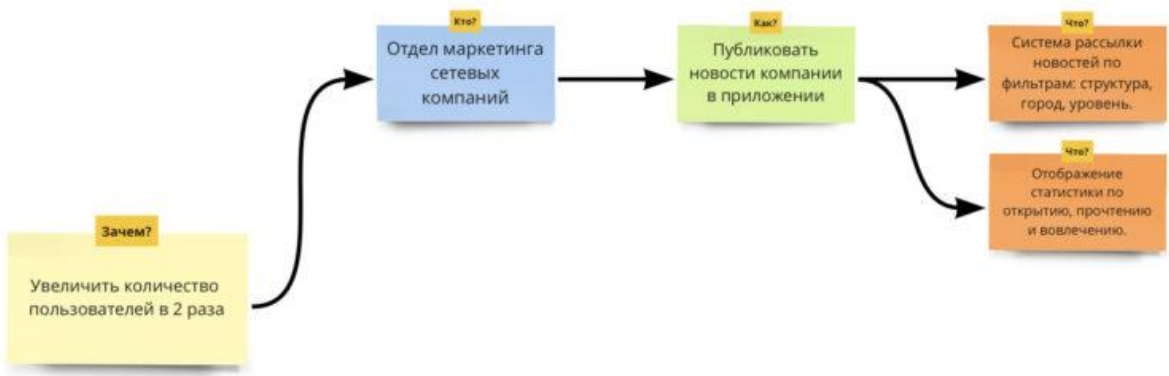 Зачем?
Увеличить количество
пользователей в 2 раза
Кто?
Отдел маркетинга
сетевых
компаний
Как?
Публиковать
новости компании
в приложении
Что?
Система рассылки
новостей по
фильтрам: структура,
город, уровень.
Что?
Отображение
статистики по
открытию, прочтению
и вовлечению.